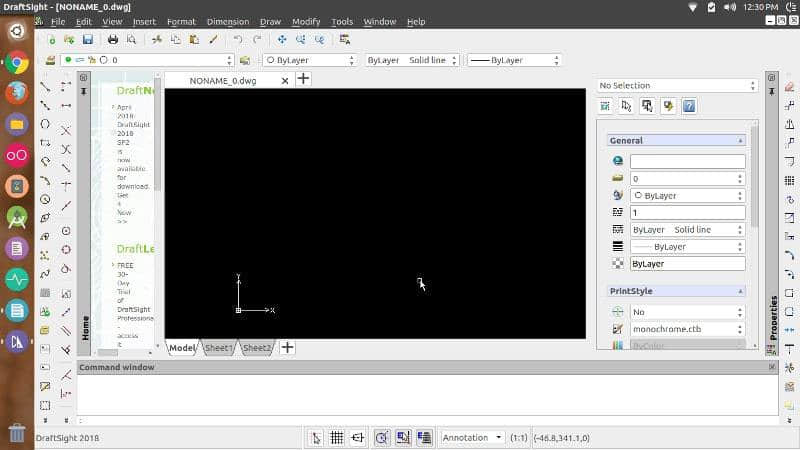 DraftSight - [NONAME_0.dwg]
12:30 PM
File Edit View Insert Format Dimension Draw Modify Tools Window Help
0
ByLayer
ByLayer Solid line
ByLayer
NONAME_0.dwg
No Selection
DraftNe
April
2018-
DraftSight
2018
SP2
is
now
available
for
download.
Get
it
Now
>>
DraftLe
FREE
30-
Day
Trial
of
DraftSight
Professional
-
access
it
Home
Y
X
General
0
ByLayer
1
ByLayer Solid line
ByLayer
ByLayer
PrintStyle
No
monochrome.ctb
ByColor
Properties
Model Sheet1 Sheet2
Command window
:
DraftSight 2018
Annotation (1:1) (-46.8,341.1,0)